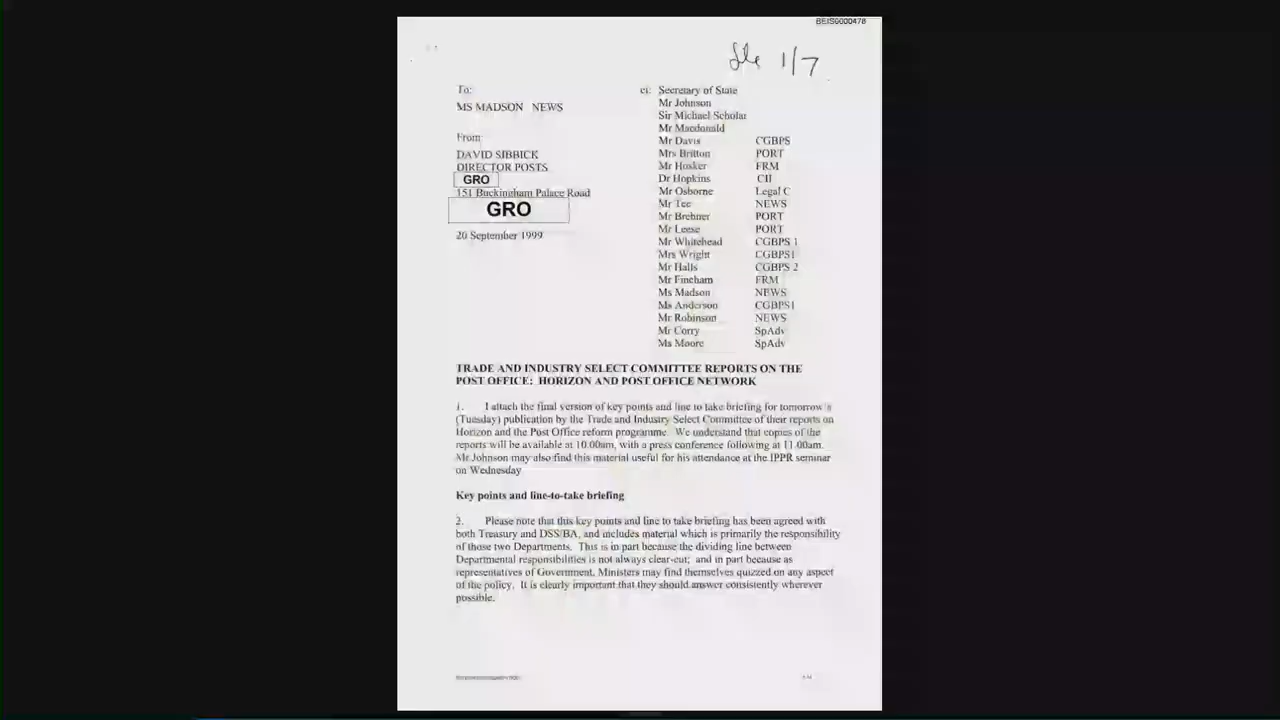 BEIS0000478
1/7
To:
MS MADSON NEWS
From
DAVID SIBBICK
DIRECTOR POSTS
GRO
151 Buckingham Palace Road
GRO
20 September 1999
cc: Secretary of State
Mr Johnson
Sir Michael Scholar
Mr Macdonald
Mr Davis CGBPS
Mrs Britton PORT
Mr Hosker FRM
Dr Hopkins CII
Mr Osborne Legal C
Mr Tee NEWS
Mr Brehner PORT
Mr Leese PORT
Mr Whitehead CGBPS 1
Mrs Wright CGBPS1
Mr Halls CGBPS 2
Mr Fincham FRM
Ms Madson NEWS
Ms Anderson CGBPS1
Mr Robinson NEWS
Mr Corry SpAdv
Ms Moore SpAdv
TRADE AND INDUSTRY SELECT COMMITTEE REPORTS ON THE
POST OFFICE: HORIZON AND POST OFFICE NETWORK
1. I attach the final version of key points and line to take briefing for tomorrow's
(Tuesday) publication by the Trade and Industry Select Committee of their reports on
Horizon and the Post Office reform programme. We understand that copies of the
reports will be available at 10.00am, with a press conference following at 11.00am.
Mr Johnson may also find this material useful for his attendance at the IPPR seminar
on Wednesday
Key points and line-to-take briefing
2. Please note that this key points and line to take briefing has been agreed with
both Treasury and DSS/BA, and includes material which is primarily the responsibility
of those two Departments. This is in part because the dividing line between
Departmental responsibilities is not always clear-cut; and in part because as
representatives of Government, Ministers may find themselves quizzed on any aspect
of the policy. It is clearly important that they should answer consistently wherever
possible.